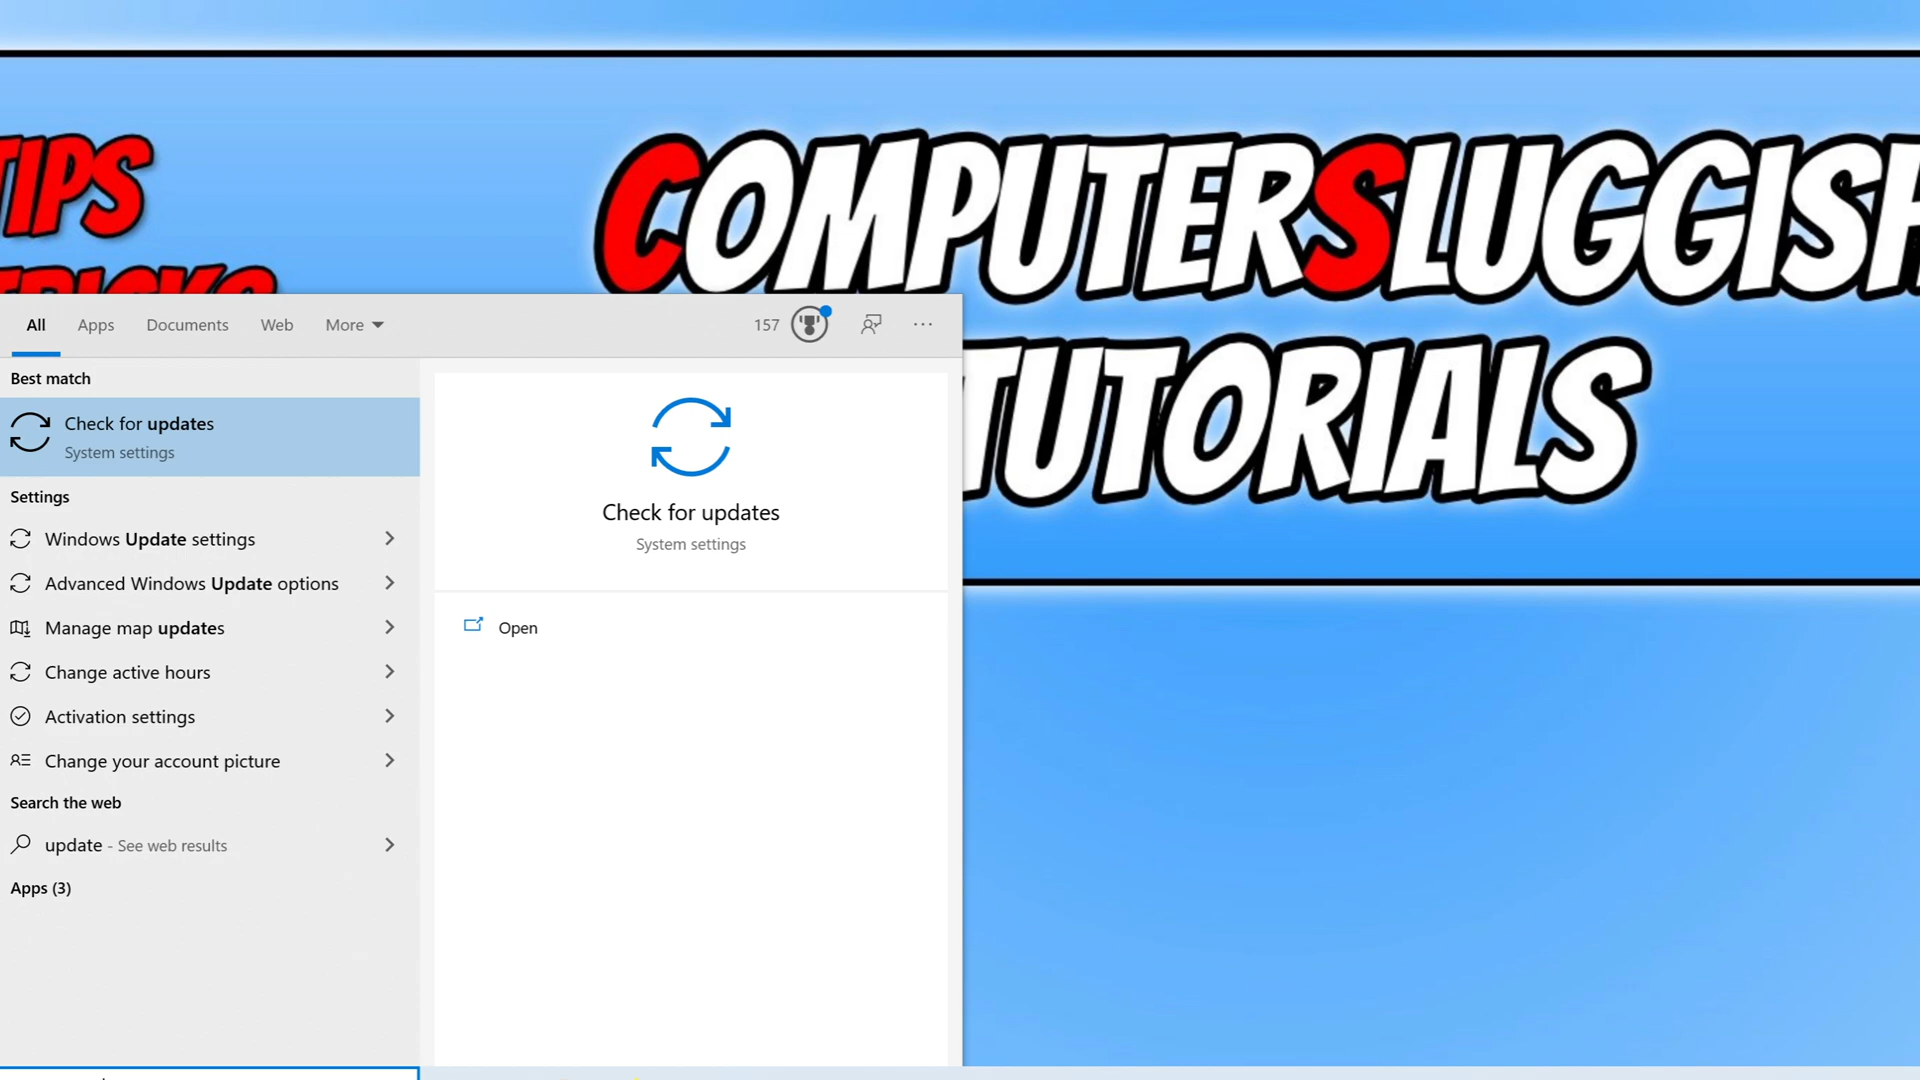 TIPS
COMPUTERSLUGGISH
TUTORIALS
All Apps Documents Web More 157
Best match
Check for updates
System settings
Settings
Windows Update settings
Advanced Windows Update options
Manage map updates
Change active hours
Activation settings
Change your account picture
Search the web
update - See web results
Apps (3)
Check for updates
System settings
Open